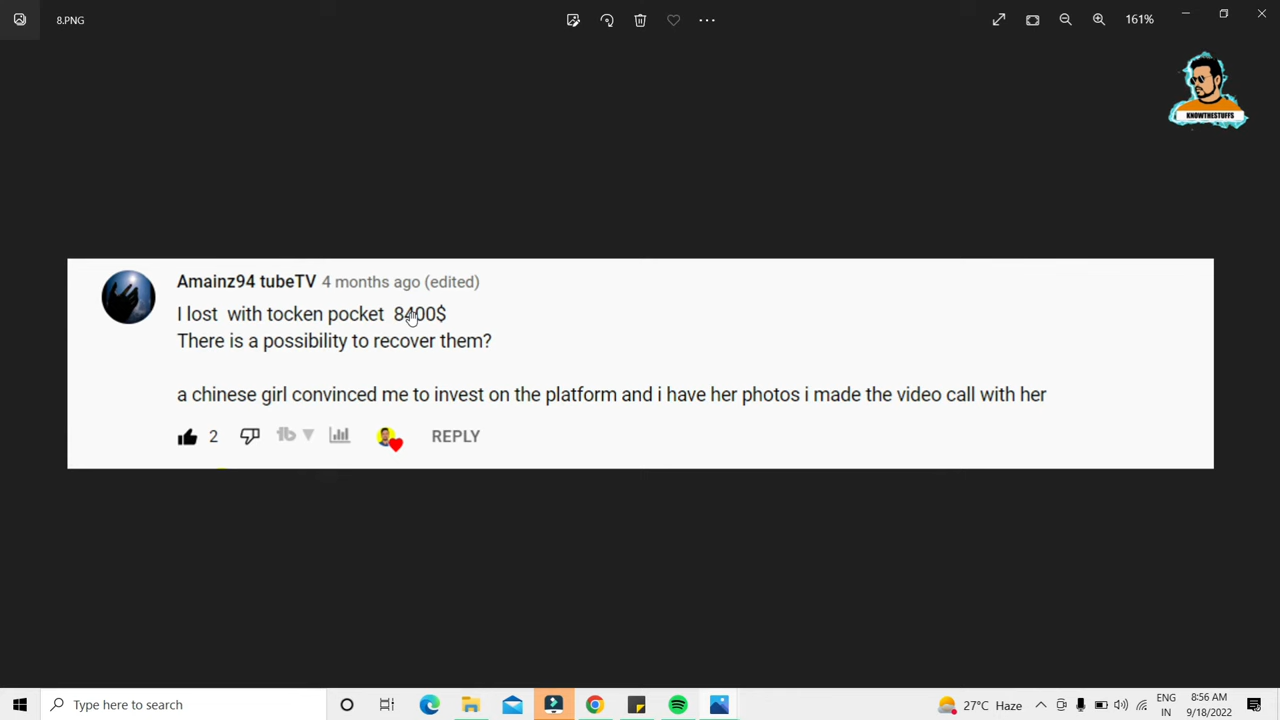 8.PNG
161%
KNOWTHESTUFFS
Amainz94 tubeTV 4 months ago (edited)
I lost with tocken pocket 8400$
There is a possibility to recover them?
a chinese girl convinced me to invest on the platform and i have her photos i made the video call with her
2
REPLY
Type here to search
27°C Haze
ENG
IN
8:56 AM
9/18/2022